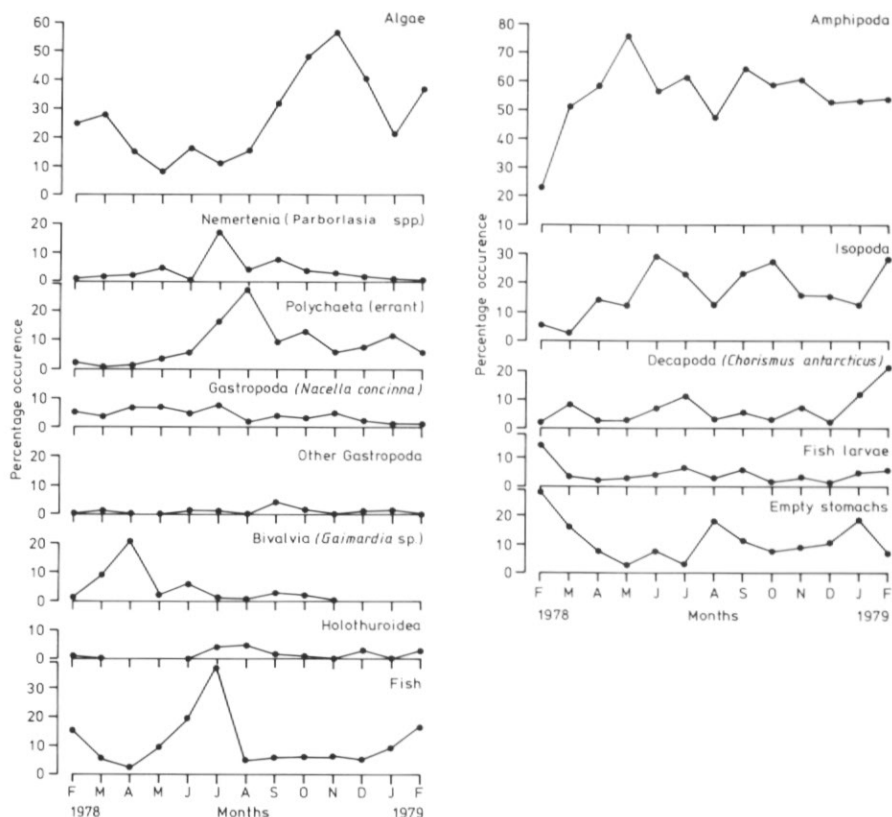 Algae
60
50
40
30
20
10
0
Nemertenia (Parborlasia spp.)
20
10
0
Polychaeta (errant)
20
10
0
Gastropoda (Nacella concinna)
10
0
Other Gastropoda
10
0
Bivalvia (Gaimardia sp.)
20
10
0
Holothuroidea
10
0
Fish
30
20
10
0
Percentage occurence
F M A M J J A S O N D J F
1978 Months 1979
Amphipoda
80
70
60
50
40
30
20
10
Isopoda
30
20
10
0
Decapoda (Chorismus antarcticus)
20
10
0
Fish larvae
10
0
Empty stomachs
20
10
0
Percentage occurence
F M A M J J A S O N D J F
1978 Months 1979